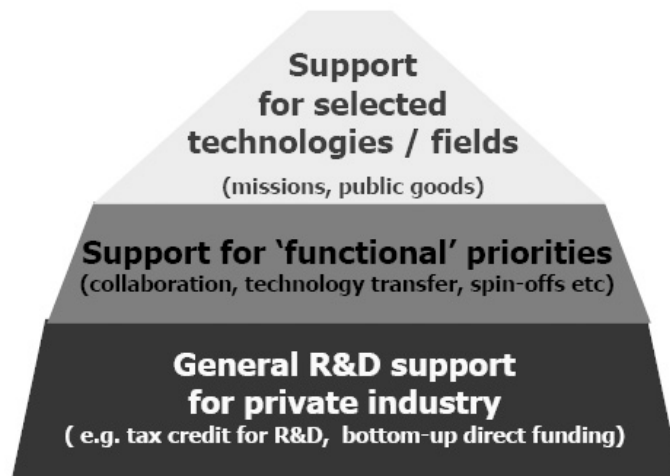 Support
for selected
technologies / fields
(missions, public goods)
Support for ‘functional’ priorities
(collaboration, technology transfer, spin-offs etc)
General R&D support
for private industry
( e.g. tax credit for R&D,  bottom-up direct funding)